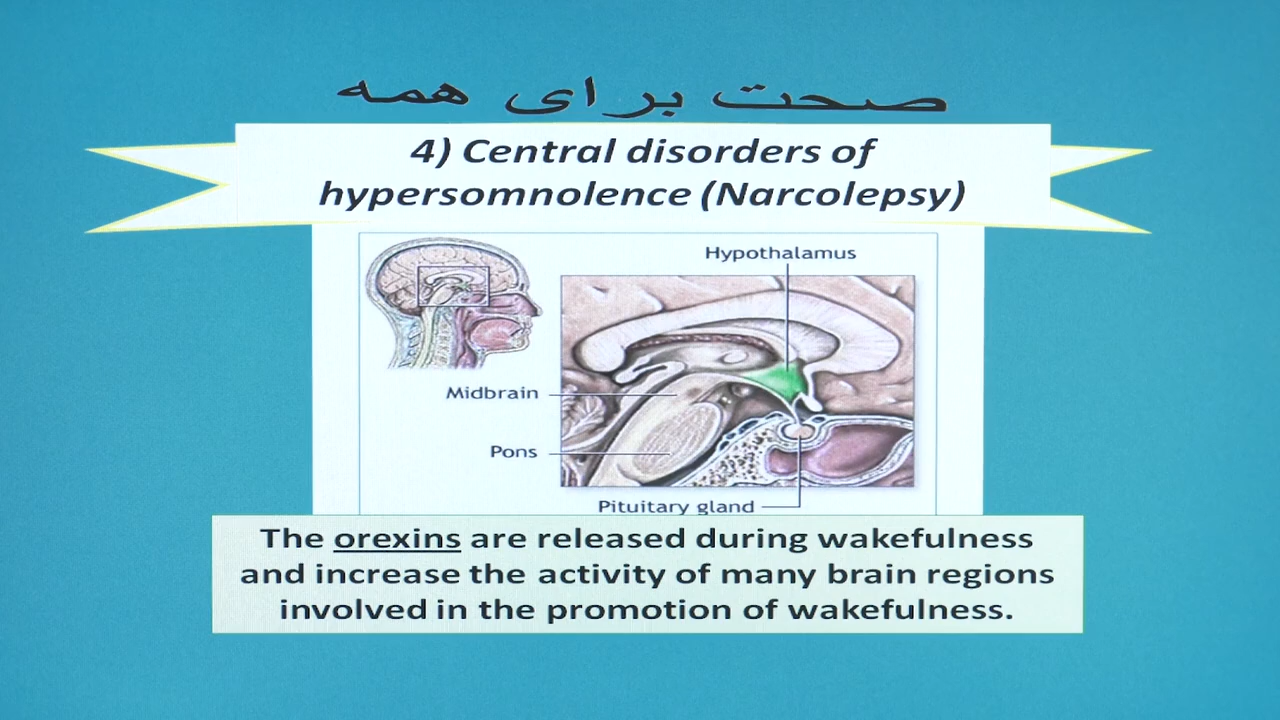 صحت برای همه
4) Central disorders of
hypersomnolence (Narcolepsy)
Hypothalamus
Midbrain
Pons
Pituitary gland
The orexins are released during wakefulness
and increase the activity of many brain regions
involved in the promotion of wakefulness.